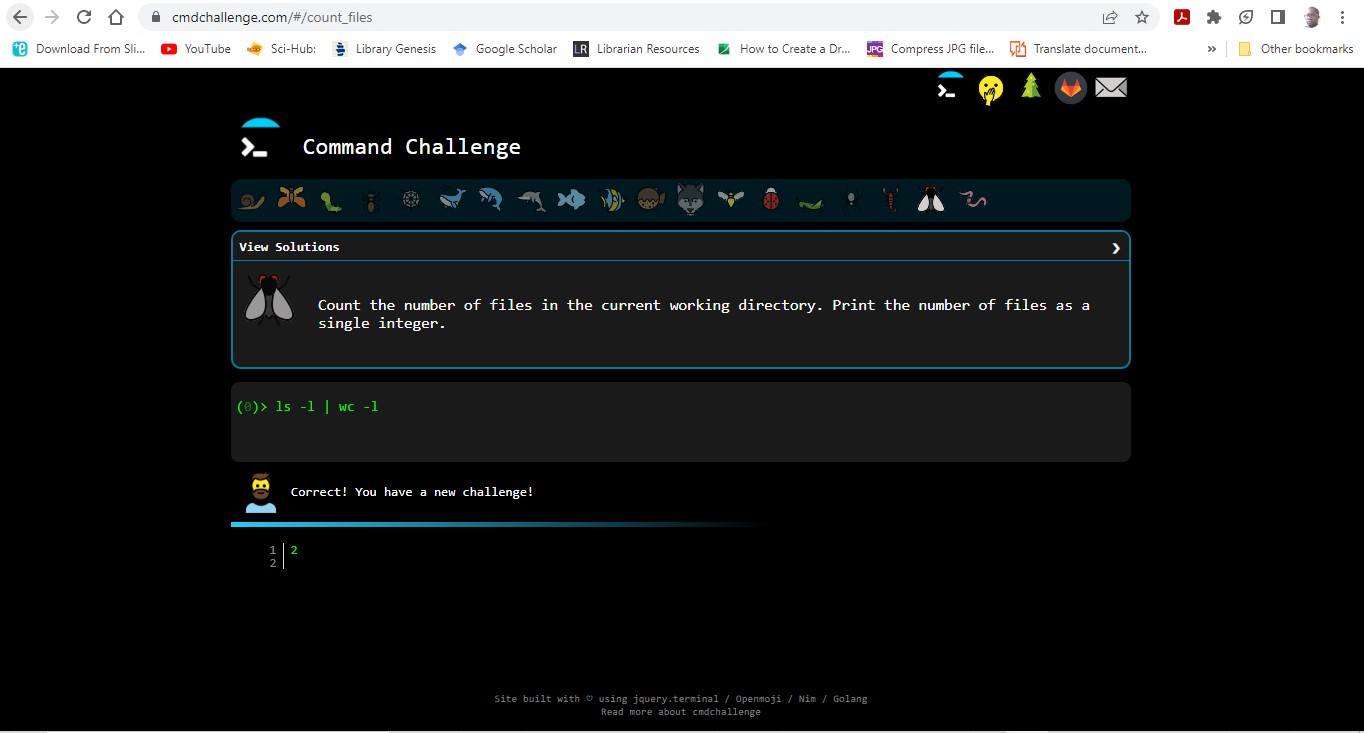 cmdchallenge.com/#/count_files
Download From Sli... YouTube Sci-Hub: Library Genesis Google Scholar LR Librarian Resources How to Create a Dr... JPG Compress JPG file... Translate document... » Other bookmarks
Command Challenge
View Solutions ❯
Count the number of files in the current working directory. Print the number of files as a
single integer.
(0)> ls -l | wc -l
Correct! You have a new challenge!
1 2
2
Site built with ♡ using jquery.terminal / Openmoji / Nim / Golang
Read more about cmdchallenge